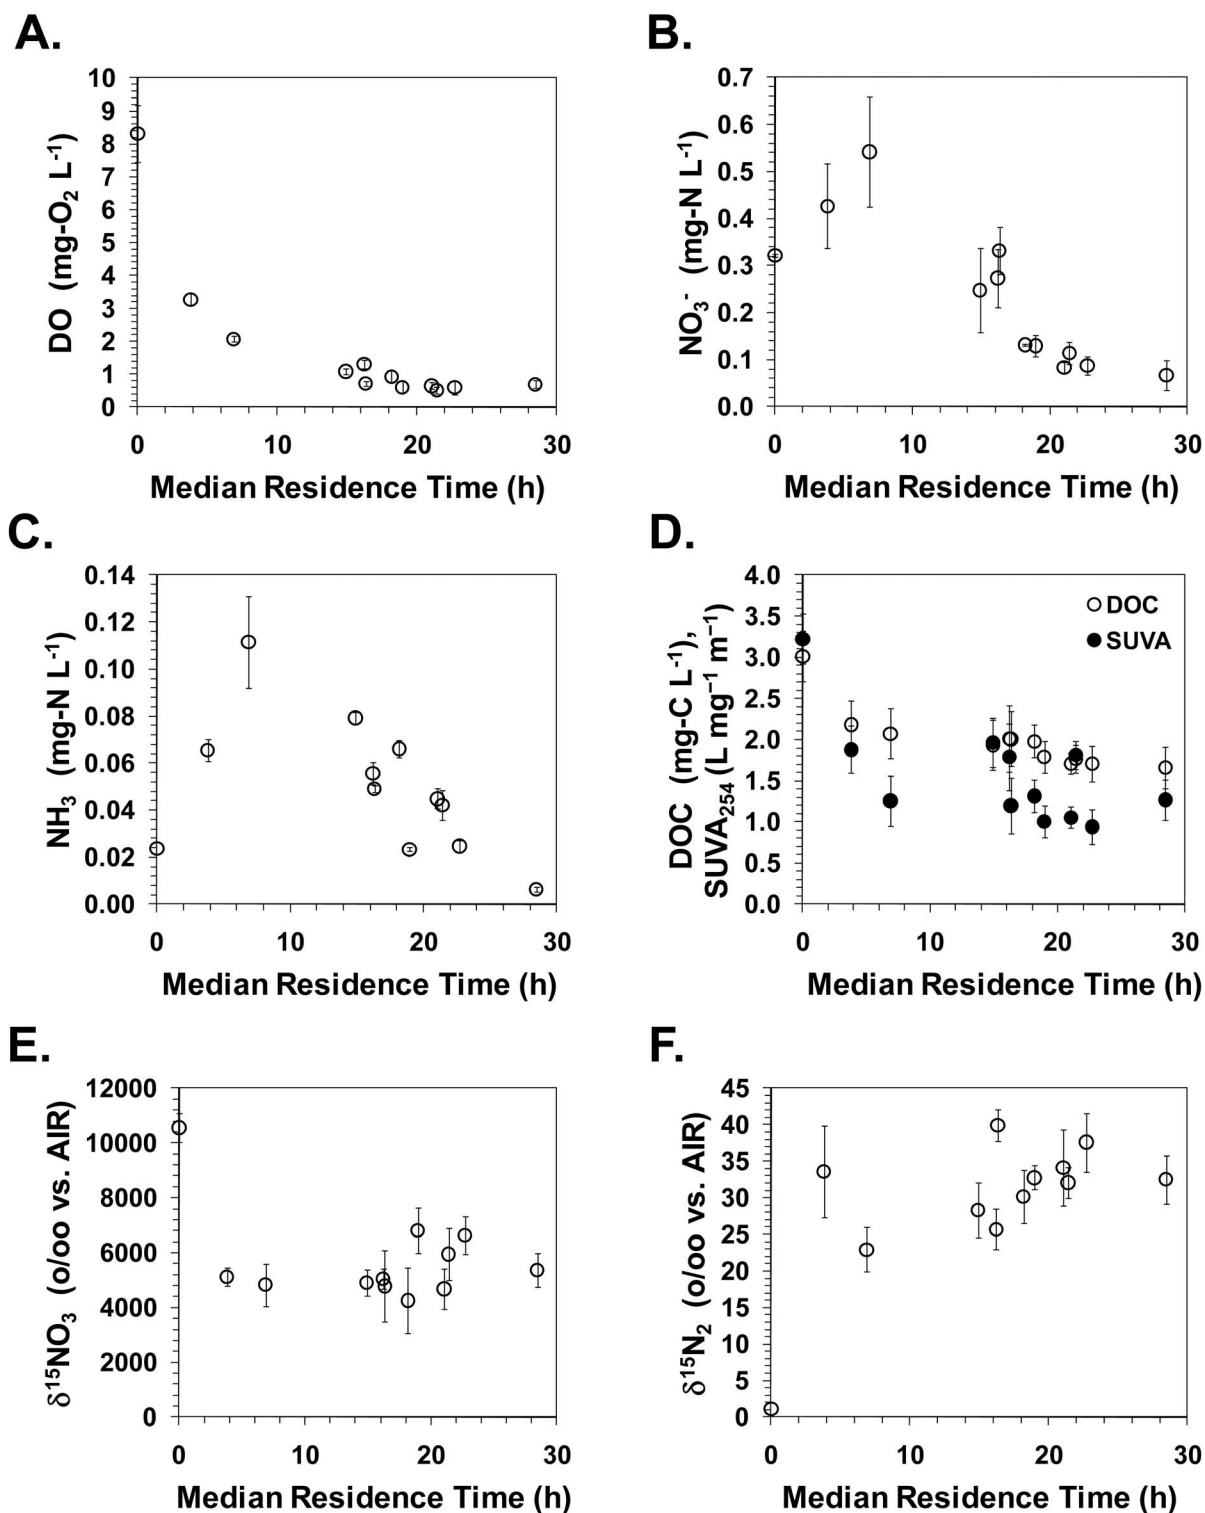 A.
10
9
8
7
6
5
4
3
2
1
0
DO (mg-O₂ L⁻¹)
0 10 20 30
Median Residence Time (h)
B.
0.7
0.6
0.5
0.4
0.3
0.2
0.1
0.0
NO₃⁻ (mg-N L⁻¹)
0 10 20 30
Median Residence Time (h)
C.
0.14
0.12
0.10
0.08
0.06
0.04
0.02
0.00
NH₃ (mg-N L⁻¹)
0 10 20 30
Median Residence Time (h)
D.
4.0
3.5
3.0
2.5
2.0
1.5
1.0
0.5
0.0
DOC (mg-C L⁻¹),
SUVA₂₅₄ (L mg⁻¹ m⁻¹)
DOC
SUVA
0 10 20 30
Median Residence Time (h)
E.
12000
10000
8000
6000
4000
2000
0
δ¹⁵NO₃ (o/oo vs. AIR)
0 10 20 30
Median Residence Time (h)
F.
45
40
35
30
25
20
15
10
5
0
δ¹⁵N₂ (o/oo vs. AIR)
0 10 20 30
Median Residence Time (h)